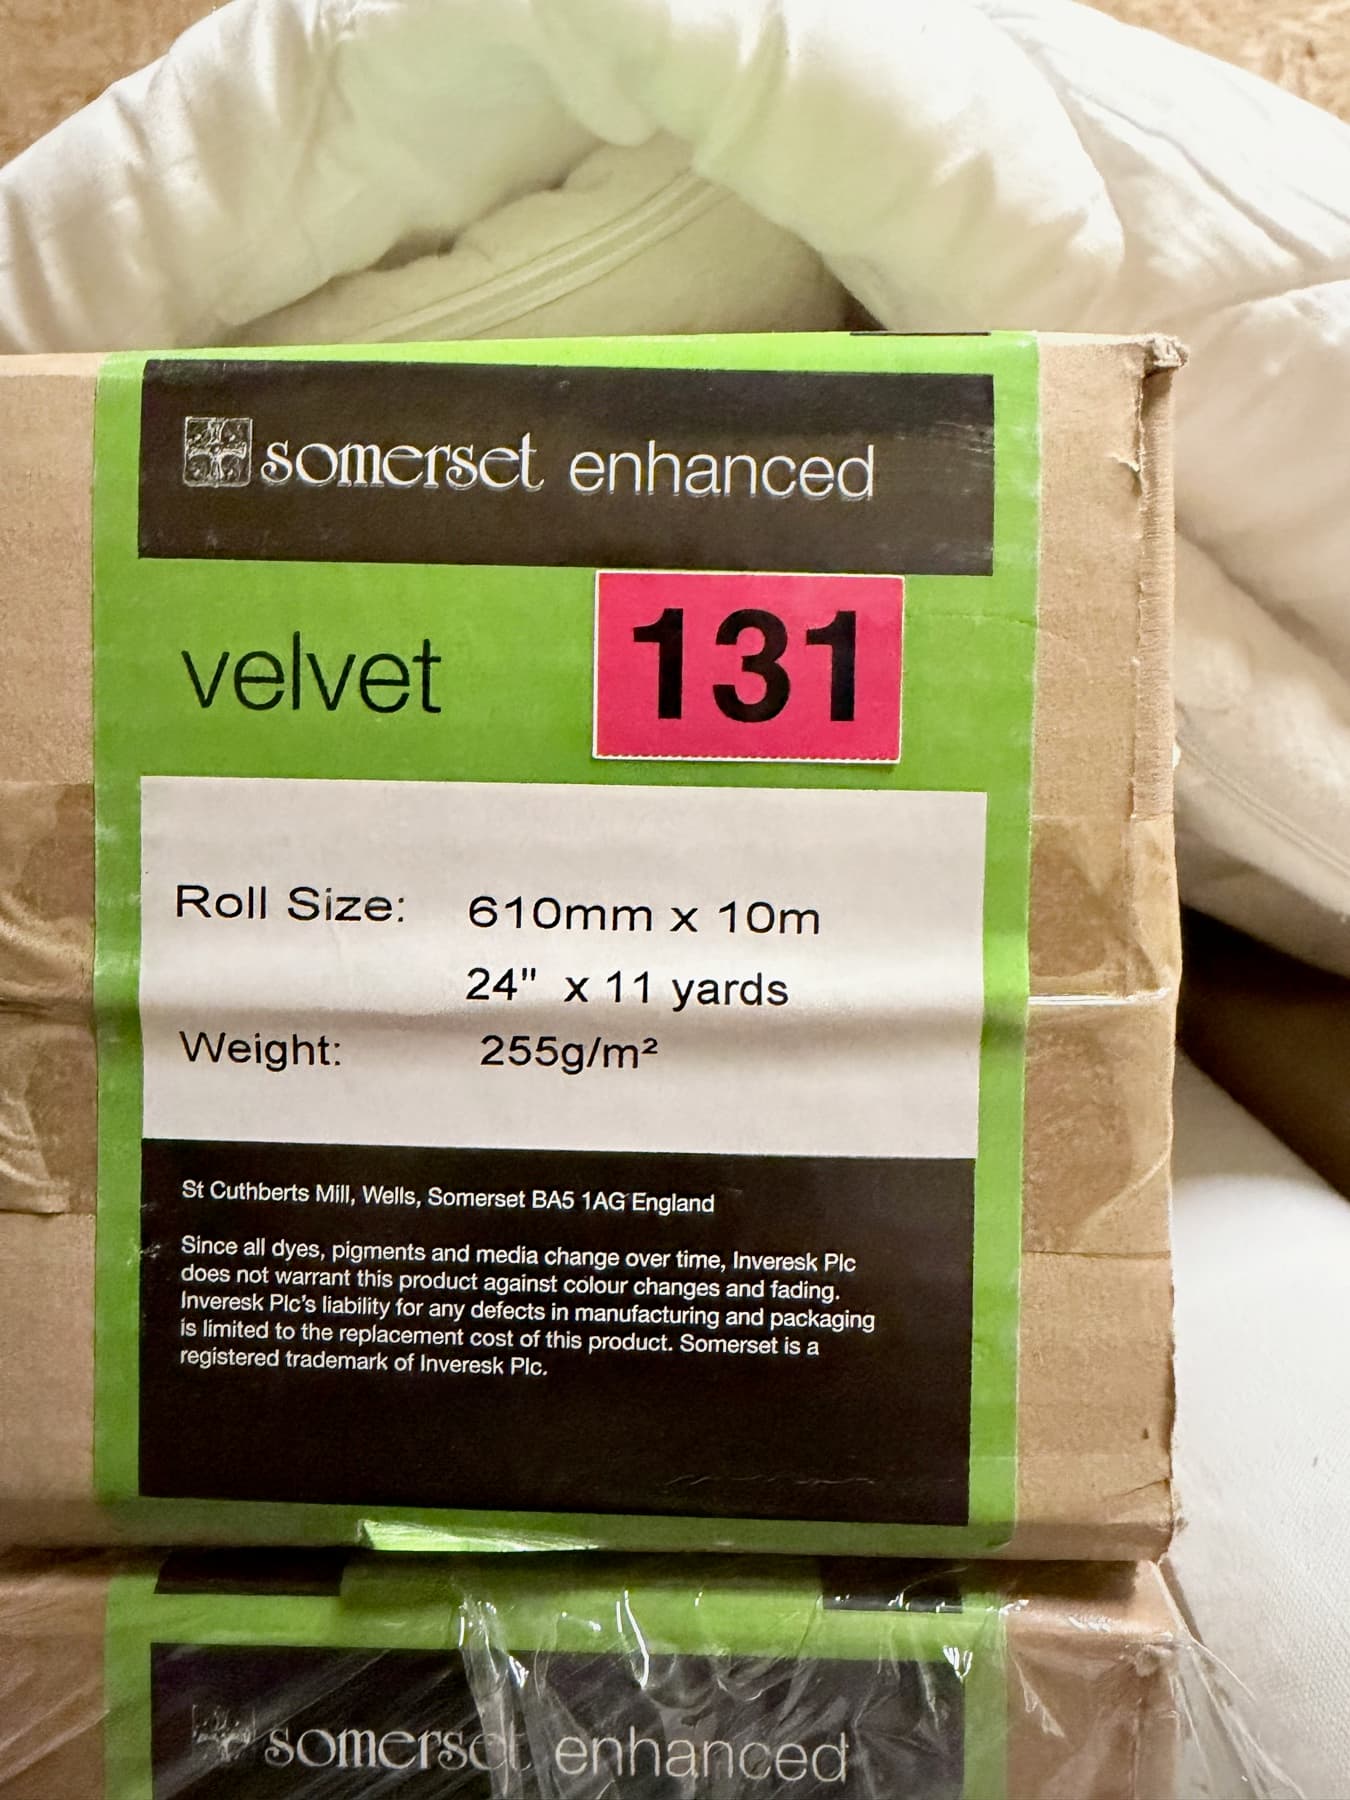 somerset enhanced
velvet
131
Roll Size: 610mm x 10m
24" x 11 yards
Weight: 255g/m²
St Cuthberts Mill, Wells, Somerset BA5 1AG England
Since all dyes, pigments and media change over time, Inveresk Plc
does not warrant this product against colour changes and fading.
Inveresk Plc's liability for any defects in manufacturing and packaging
is limited to the replacement cost of this product. Somerset is a
registered trademark of Inveresk Plc.
somerset enhanced